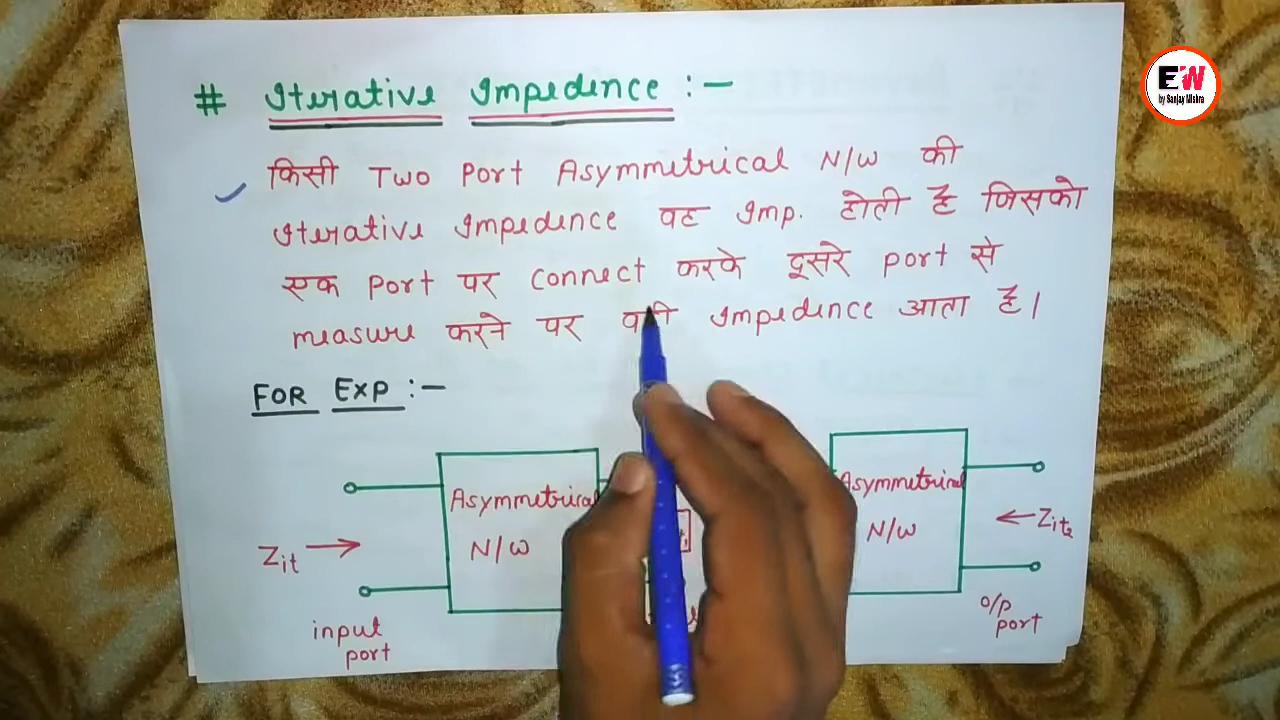 # Iterative Impedence :-
किसी Two Port Asymmetrical N/W की
Iterative Impedence वह Imp. होती है जिसको
एक Port पर Connect करके दूसरे port से
measure करने पर Impedence आता है।
FOR EXP :-
Asymmetrical
N/W
Zit
input
port
Asymmetrical
N/W
Zit2
O/P
port
EW
by Sanjay Mishra